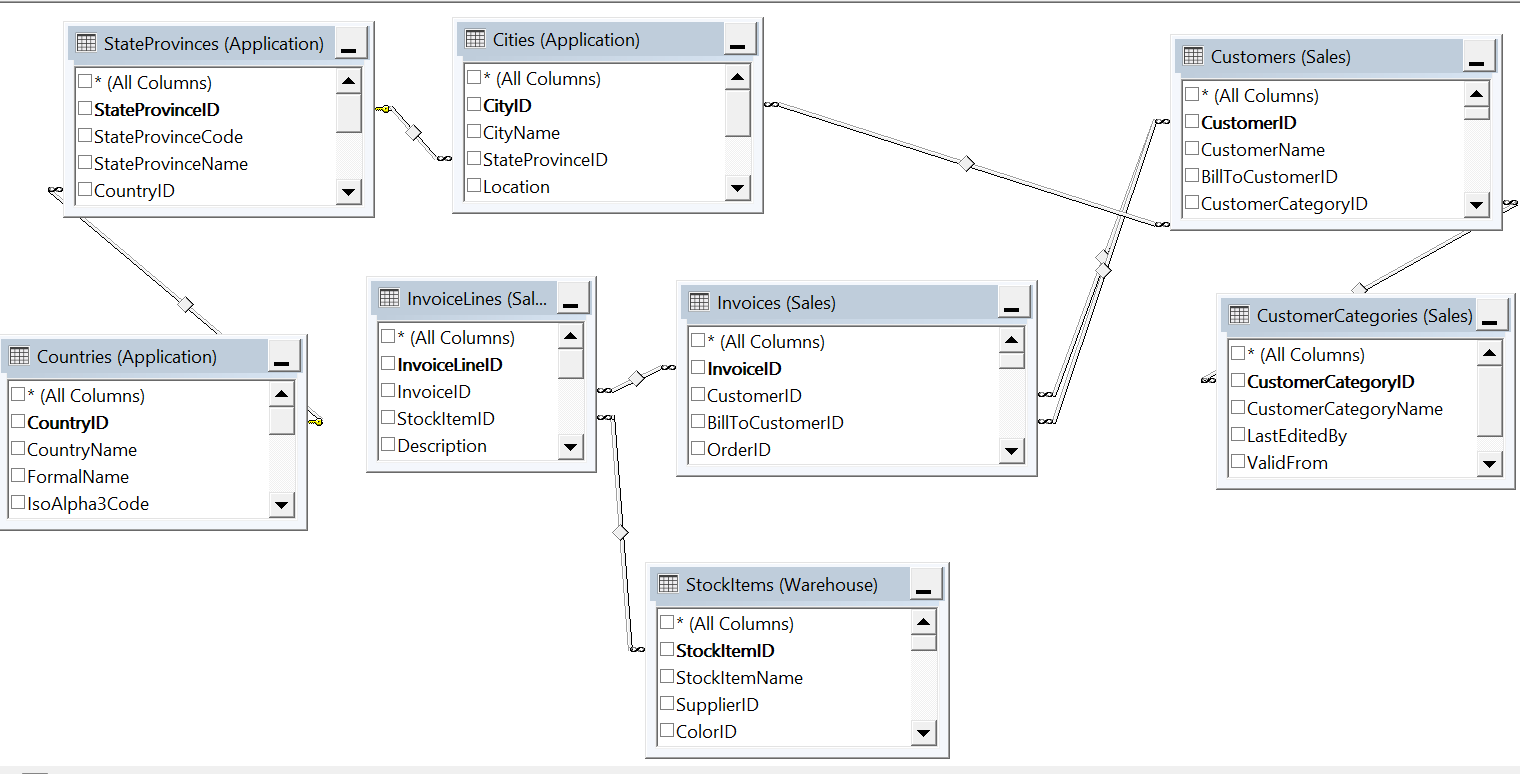 StateProvinces (Application)
* (All Columns)
StateProvinceID
StateProvinceCode
StateProvinceName
CountryID
Cities (Application)
* (All Columns)
CityID
CityName
StateProvinceID
Location
Customers (Sales)
* (All Columns)
CustomerID
CustomerName
BillToCustomerID
CustomerCategoryID
Countries (Application)
* (All Columns)
CountryID
CountryName
FormalName
IsoAlpha3Code
InvoiceLines (Sal...
* (All Columns)
InvoiceLineID
InvoiceID
StockItemID
Description
Invoices (Sales)
* (All Columns)
InvoiceID
CustomerID
BillToCustomerID
OrderID
CustomerCategories (Sales)
* (All Columns)
CustomerCategoryID
CustomerCategoryName
LastEditedBy
ValidFrom
StockItems (Warehouse)
* (All Columns)
StockItemID
StockItemName
SupplierID
ColorID